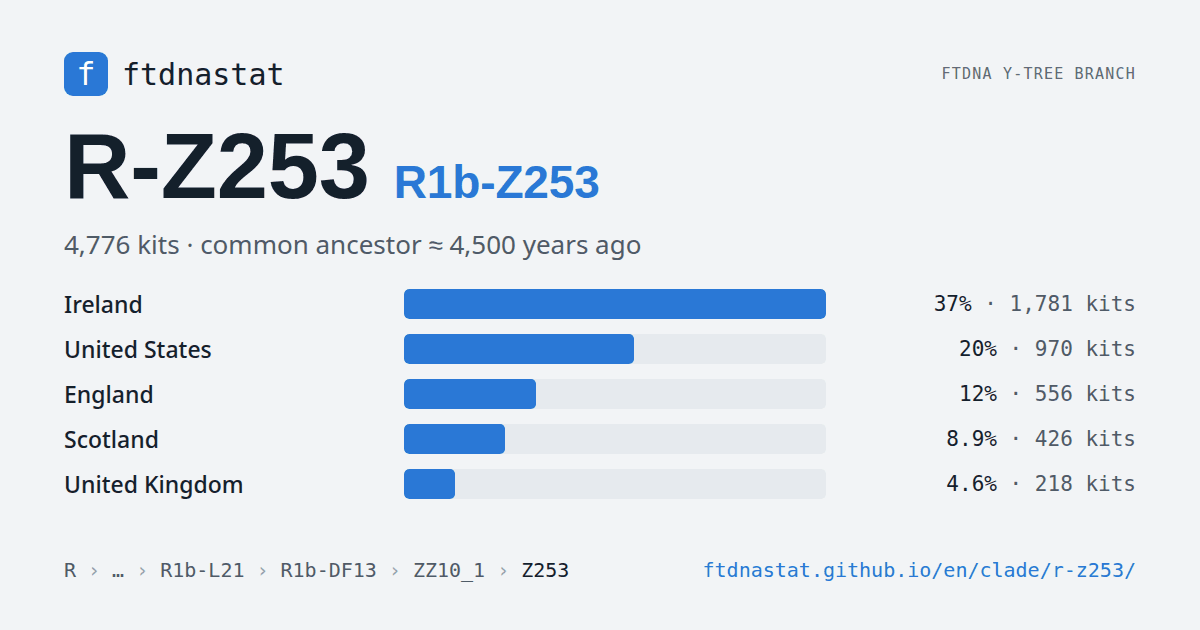 f ftdnastat FTDNA Y-TREE BRANCH
R-Z253 R1b-Z253
4,776 kits · common ancestor ≈ 4,500 years ago
Ireland 37% · 1,781 kits
United States 20% · 970 kits
England 12% · 556 kits
Scotland 8.9% · 426 kits
United Kingdom 4.6% · 218 kits
R › … › R1b-L21 › R1b-DF13 › ZZ10_1 › Z253 ftdnastat.github.io/en/clade/r-z253/